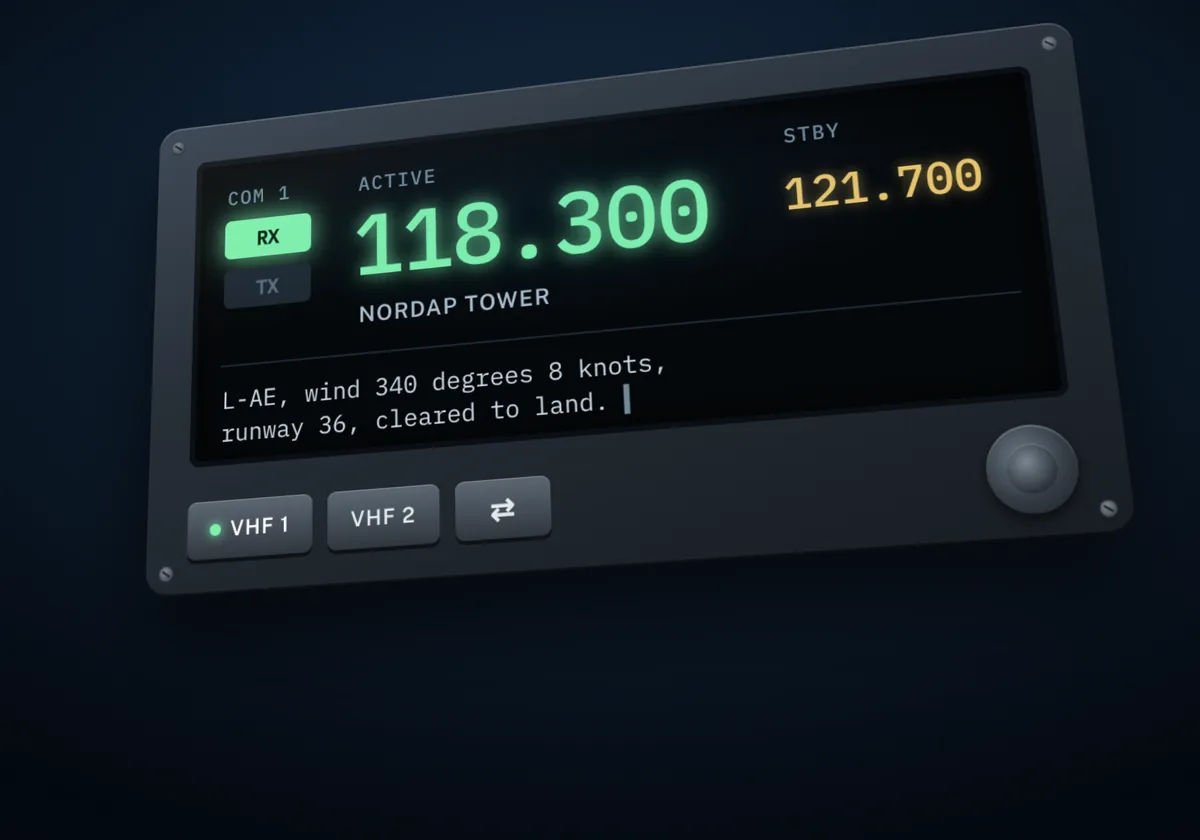 COM 1
RX
TX
ACTIVE
118.300
NORDAP TOWER
STBY
121.700
L-AE, wind 340 degrees 8 knots,
runway 36, cleared to land.
VHF 1
VHF 2
⇄